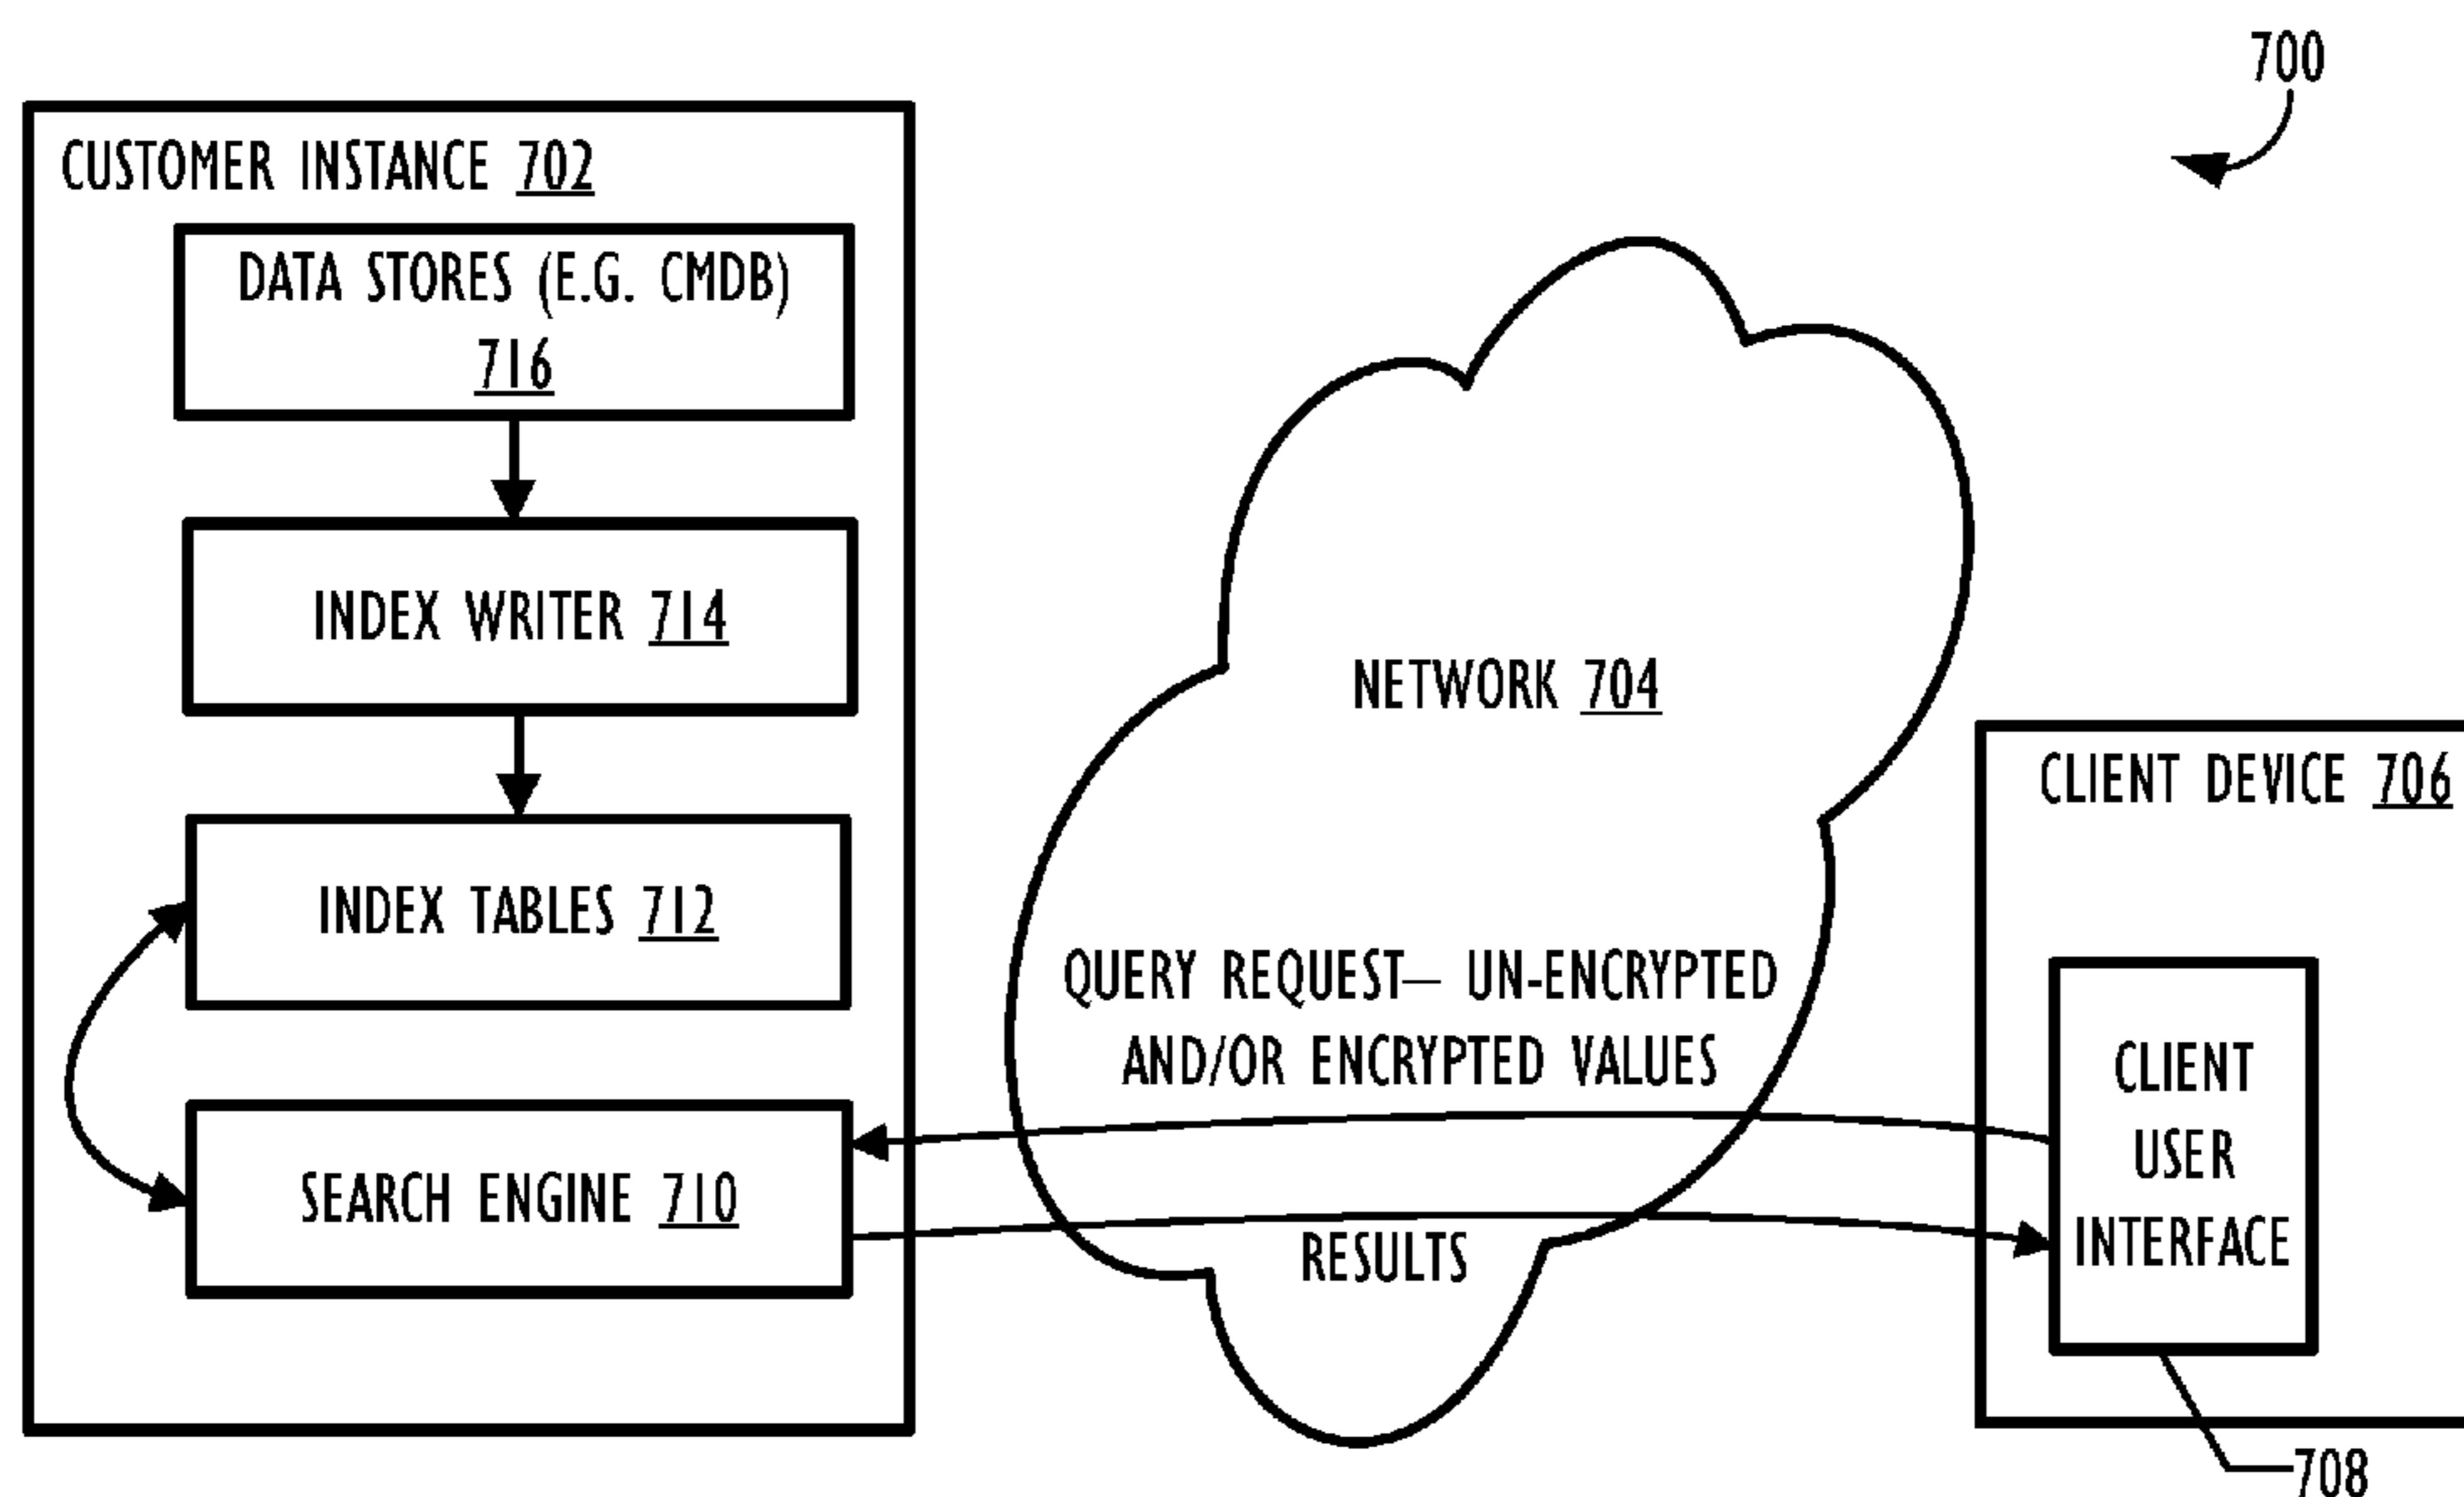 700
CUSTOMER INSTANCE 702
DATA STORES (E.G. CMDB)
716
INDEX WRITER 714
NETWORK 704
CLIENT DEVICE 706
INDEX TABLES 712
QUERY REQUEST— UN-ENCRYPTED
AND/OR ENCRYPTED VALUES
CLIENT
USER
INTERFACE
SEARCH ENGINE 710
RESULTS
708